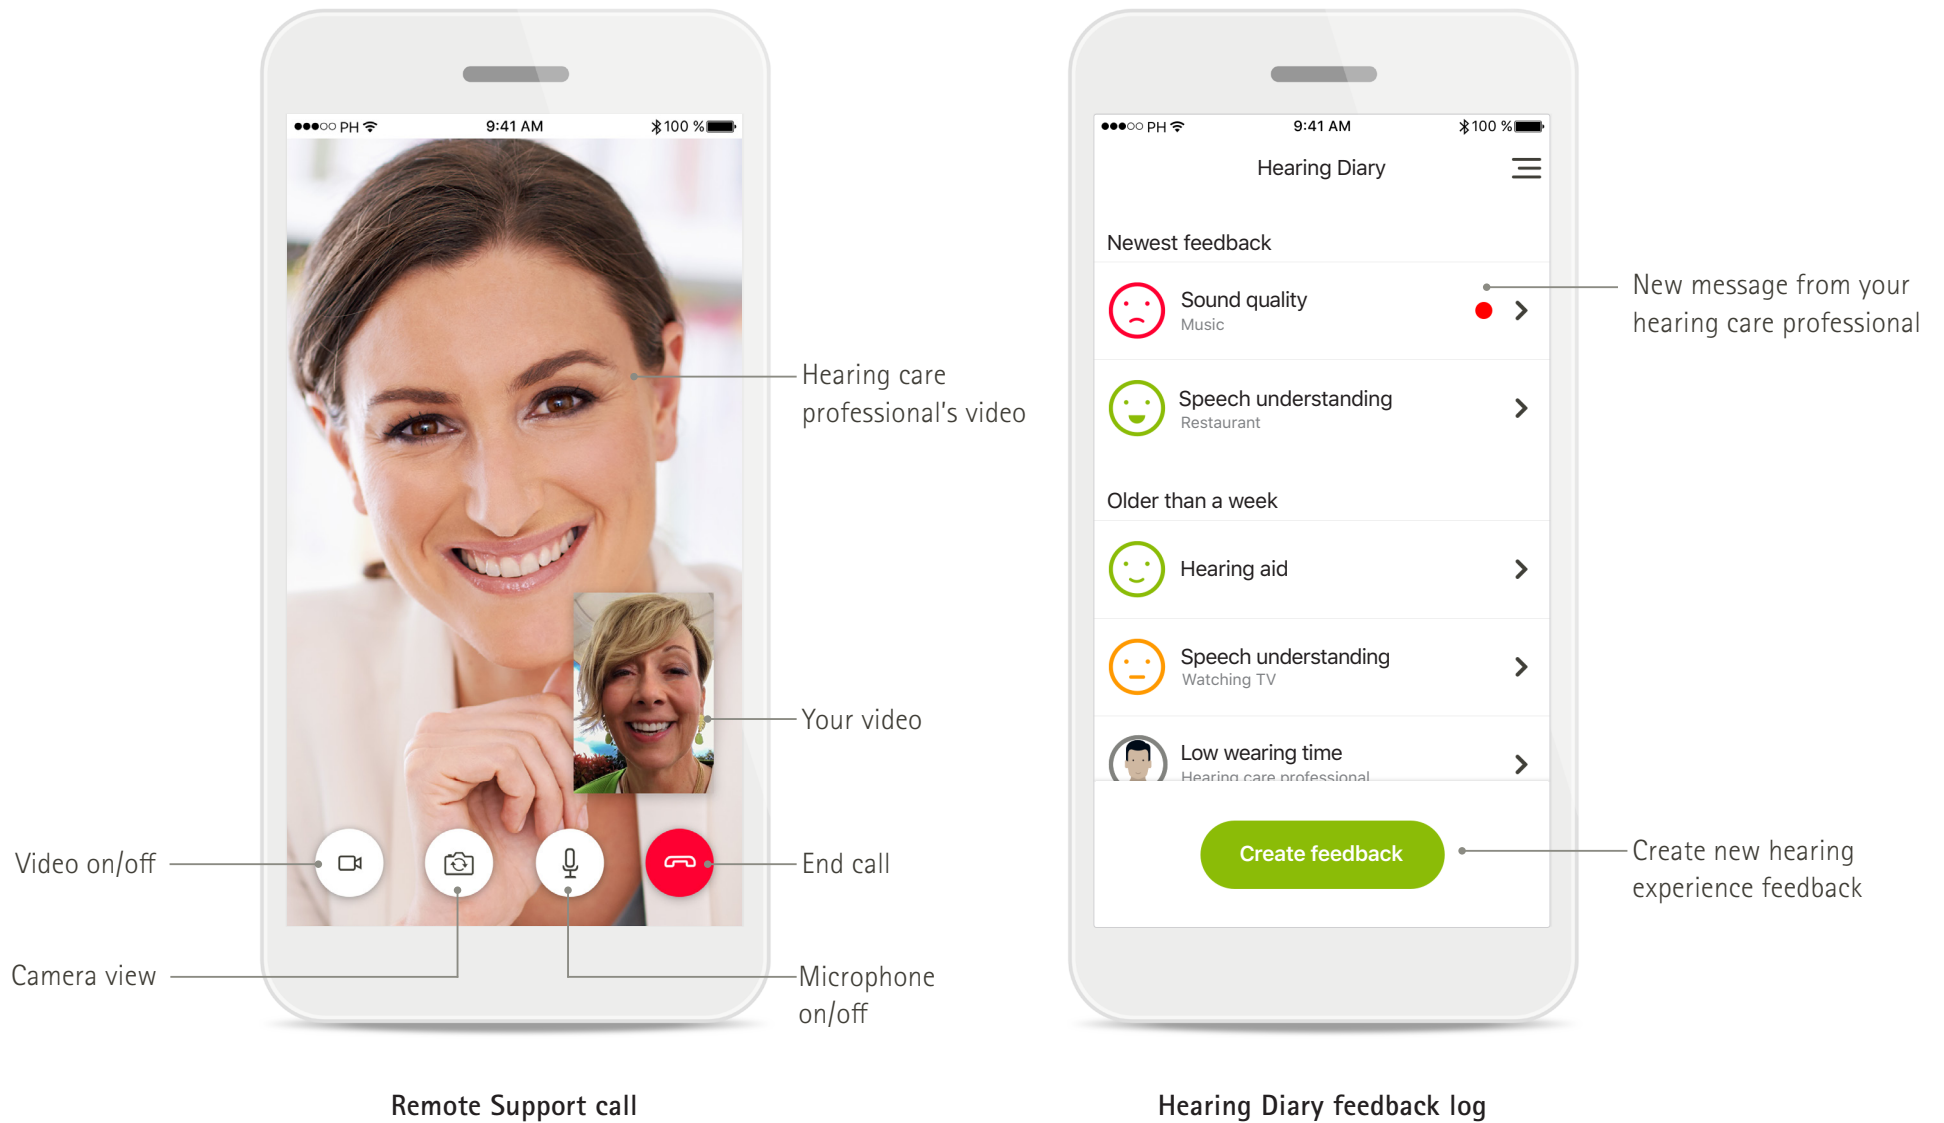 PH
9:41 AM
100 %
Hearing care
professional's video
Your video
Video on/off
End call
Camera view
Microphone
on/off
Remote Support call
PH
9:41 AM
100 %
Hearing Diary
Newest feedback
Sound quality
Music
New message from your
hearing care professional
Speech understanding
Restaurant
Older than a week
Hearing aid
Speech understanding
Watching TV
Low wearing time
Hearing care professional
Create feedback
Create new hearing
experience feedback
Hearing Diary feedback log